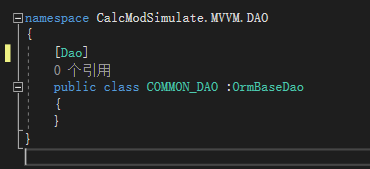 namespace CalcModSimulate.MVVM.DAO
{
[Dao]
0 个引用
public class COMMON_DAO :OrmBaseDao
{
}
}